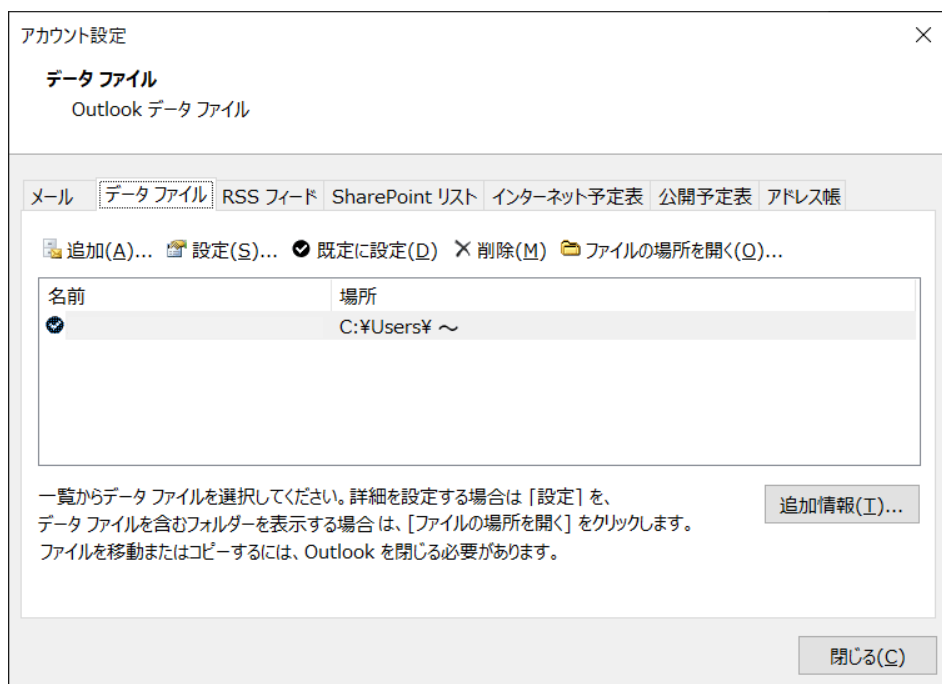 アカウント設定
データ ファイル
Outlook データ ファイル
メール データ ファイル RSS フィード SharePoint リスト インターネット予定表 公開予定表 アドレス帳
追加(A)... 設定(S)... 既定に設定(D) 削除(M) ファイルの場所を開く(O)...
名前 場所
C:¥Users¥ ～
一覧からデータ ファイルを選択してください。詳細を設定する場合は [設定] を、
データ ファイルを含むフォルダーを表示する場合 は、[ファイルの場所を開く] をクリックします。
ファイルを移動またはコピーするには、Outlook を閉じる必要があります。
追加情報(T)...
閉じる(C)